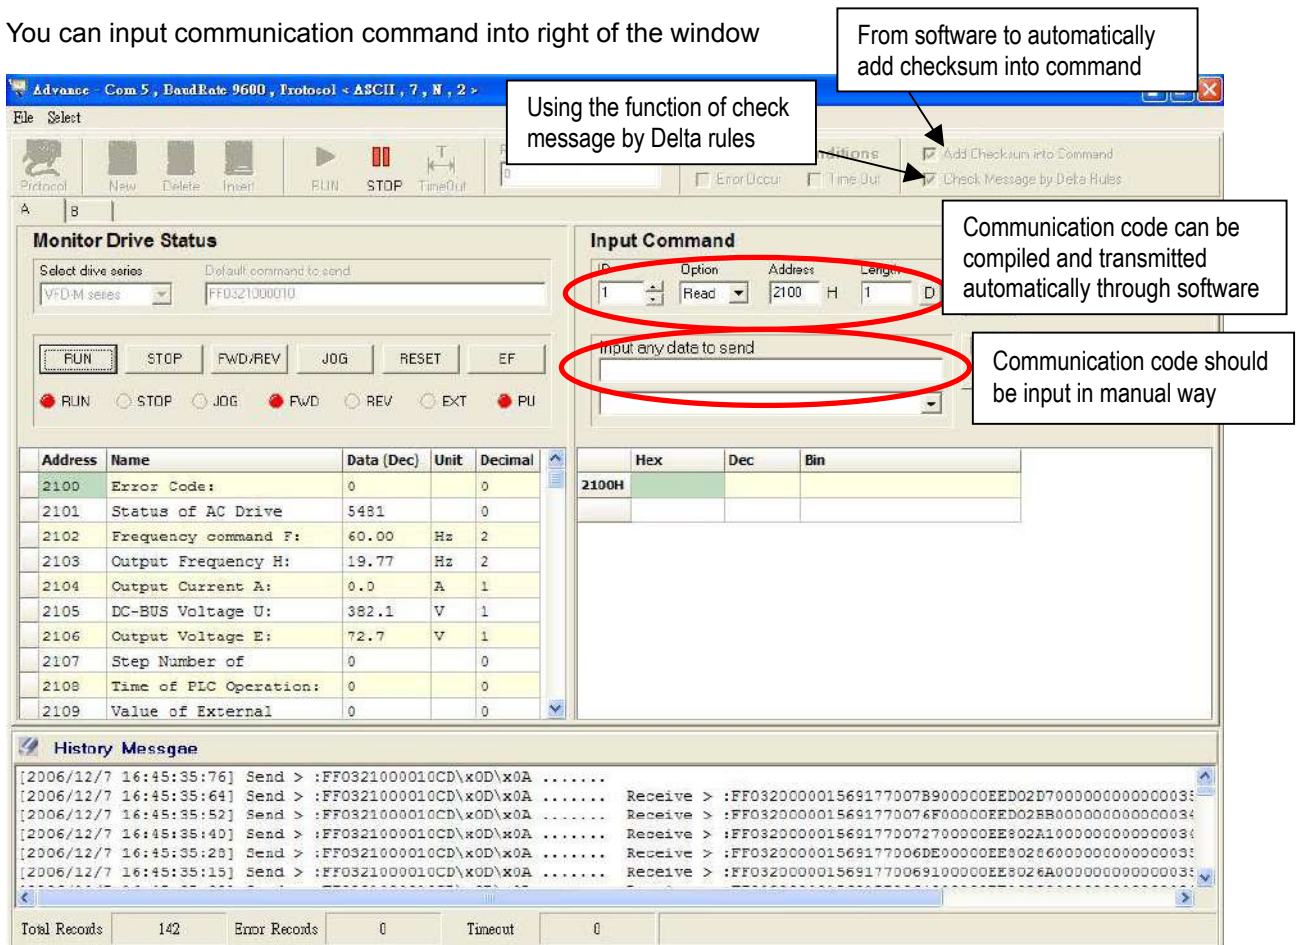 You can input communication command into right of the window
From software to automatically
add checksum into command
Using the function of check
message by Delta rules
Advance - Com 5 , BaudRate 9600 , Protocol < ASCII , 7 , N , 2 >
File Select
Protocol New Delete Insert RUN STOP TimeOut
0
Error Occur Time Out
Add Checksum into Command
Check Message by Delta Rules
A B
Monitor Drive Status
Select drive series Default command to send
VFD-M series FF0321000010
RUN STOP FWD/REV JOG RESET EF
RUN STOP JOG FWD REV EXT PU
Input Command
ID Option Address Length
1 Read 2100 H 1 D
Communication code can be
compiled and transmitted
automatically through software
Input any date to send
Communication code should
be input in manual way
Address Name Data (Dec) Unit Decimal
2100 Error Code: 0 0
2101 Status of AC Drive 5481 0
2102 Frequency command F: 60.00 Hz 2
2103 Output Frequency H: 19.77 Hz 2
2104 Output Current A: 0.0 A 1
2105 DC-BUS Voltage U: 382.1 V 1
2106 Output Voltage E: 72.7 V 1
2107 Step Number of 0 0
2108 Time of PLC Operation: 0 0
2109 Value of External 0 0
Hex Dec Bin
2100H
History Messgae
[2006/12/7 16:45:35:76] Send > :FF0321000010CD\x0D\x0A .......
[2006/12/7 16:45:35:64] Send > :FF0321000010CD\x0D\x0A ....... Receive >
[2006/12/7 16:45:35:52] Send > :FF0321000010CD\x0D\x0A ....... Receive >
[2006/12/7 16:45:35:40] Send > :FF0321000010CD\x0D\x0A ....... Receive >
[2006/12/7 16:45:35:28] Send > :FF0321000010CD\x0D\x0A ....... Receive >
[2006/12/7 16:45:35:15] Send > :FF0321000010CD\x0D\x0A ....... Receive >
Total Records 142 Error Records 0 Timeout 0